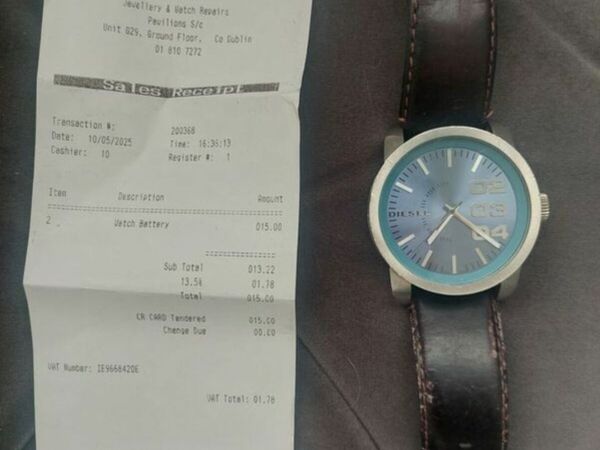 Jewellery & Watch Repairs
Pavilions S/c
Unit G29, Ground Floor, Co Dublin
01 810 7272
Sales Receipt
Transaction #: 200368
Date: 10/05/2025 Time: 16:36:13
Cashier: 10 Register #: 1
Item Description Amount
2 Watch Battery 015.00
Sub Total 013.22
13.5% 01.78
Total 015.00
CR CARD Tendered 015.00
Change Due 00.00
VAT Number: IE9668420E
VAT Total: 01.78
02
DIESEL 03
04